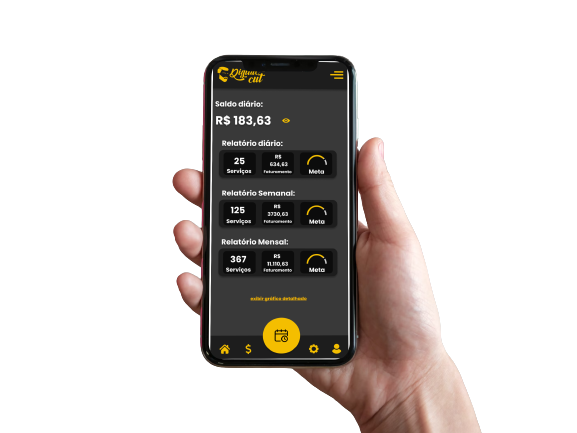 Dignus
cut
Saldo diário:
R$ 183,63
Relatório diário:
25
Serviços
R$
634,63
Faturamento
Meta
Relatório Semanal:
125
Serviços
R$
3730,63
Faturamento
Meta
Relatório Mensal:
367
Serviços
R$
11.110,63
Faturamento
Meta
exibir gráfico detalhado